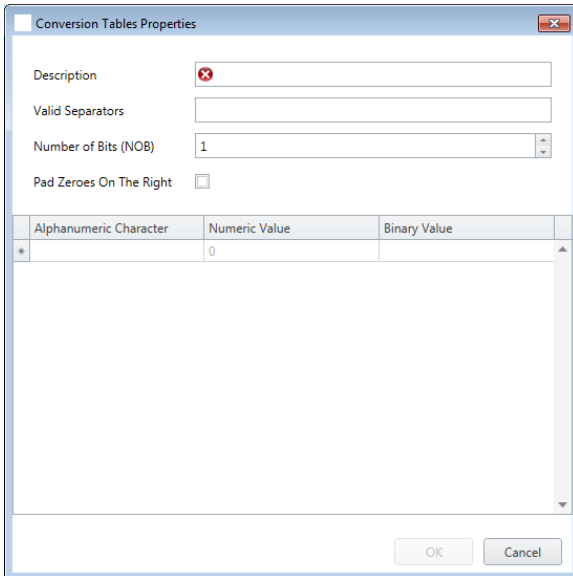 Conversion Tables Properties
Description
Valid Separators
Number of Bits (NOB) 1
Pad Zeroes On The Right
Alphanumeric Character Numeric Value Binary Value
* 0
OK Cancel